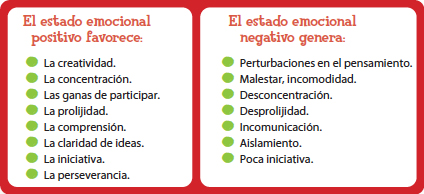 El estado emocional
positivo favorece:
La creatividad.
La concentración.
Las ganas de participar.
La prolijidad.
La comprensión.
La claridad de ideas.
La iniciativa.
La perseverancia.
El estado emocional
negativo genera:
Perturbaciones en el pensamiento.
Malestar, incomodidad.
Desconcentración.
Desprolijidad.
Incomunicación.
Aislamiento.
Poca iniciativa.